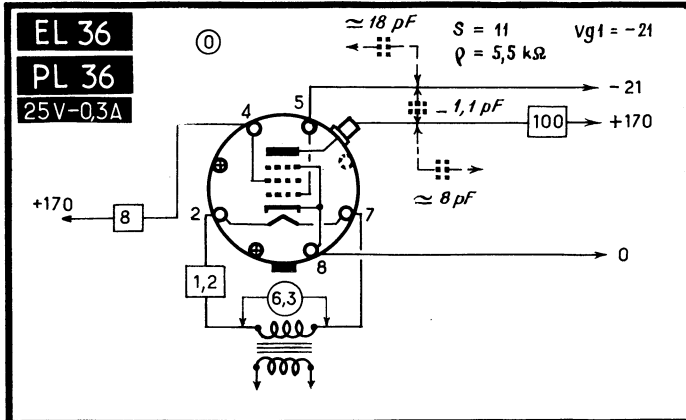 EL 36
PL 36
25V-0,3A
0
≃ 18 pF
S = 11
ρ = 5,5 kΩ
Vg1 = -21
4
5
-21
1,1 pF
100
+170
≃ 8 pF
+170
8
2
7
8
0
1,2
6,3